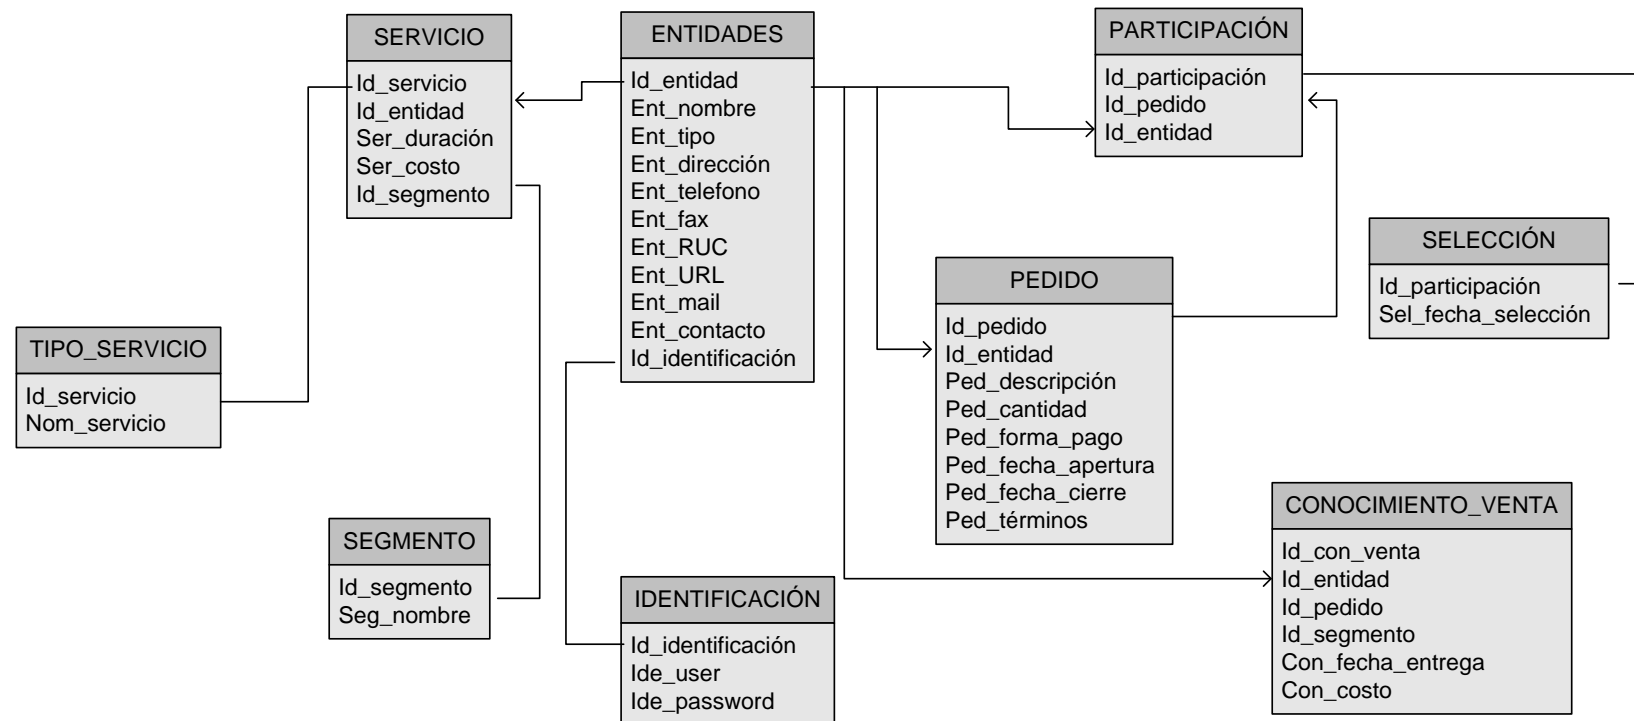 SERVICIO
Id_servicio
Id_entidad
Ser_duración
Ser_costo
Id_segmento
ENTIDADES
Id_entidad
Ent_nombre
Ent_tipo
Ent_dirección
Ent_telefono
Ent_fax
Ent_RUC
Ent_URL
Ent_mail
Ent_contacto
Id_identificación
PARTICIPACIÓN
Id_participación
Id_pedido
Id_entidad
SELECCIÓN
Id_participación
Sel_fecha_selección
PEDIDO
Id_pedido
Id_entidad
Ped_descripción
Ped_cantidad
Ped_forma_pago
Ped_fecha_apertura
Ped_fecha_cierre
Ped_términos
TIPO_SERVICIO
Id_servicio
Nom_servicio
SEGMENTO
Id_segmento
Seg_nombre
IDENTIFICACIÓN
Id_identificación
Ide_user
Ide_password
CONOCIMIENTO_VENTA
Id_con_venta
Id_entidad
Id_pedido
Id_segmento
Con_fecha_entrega
Con_costo